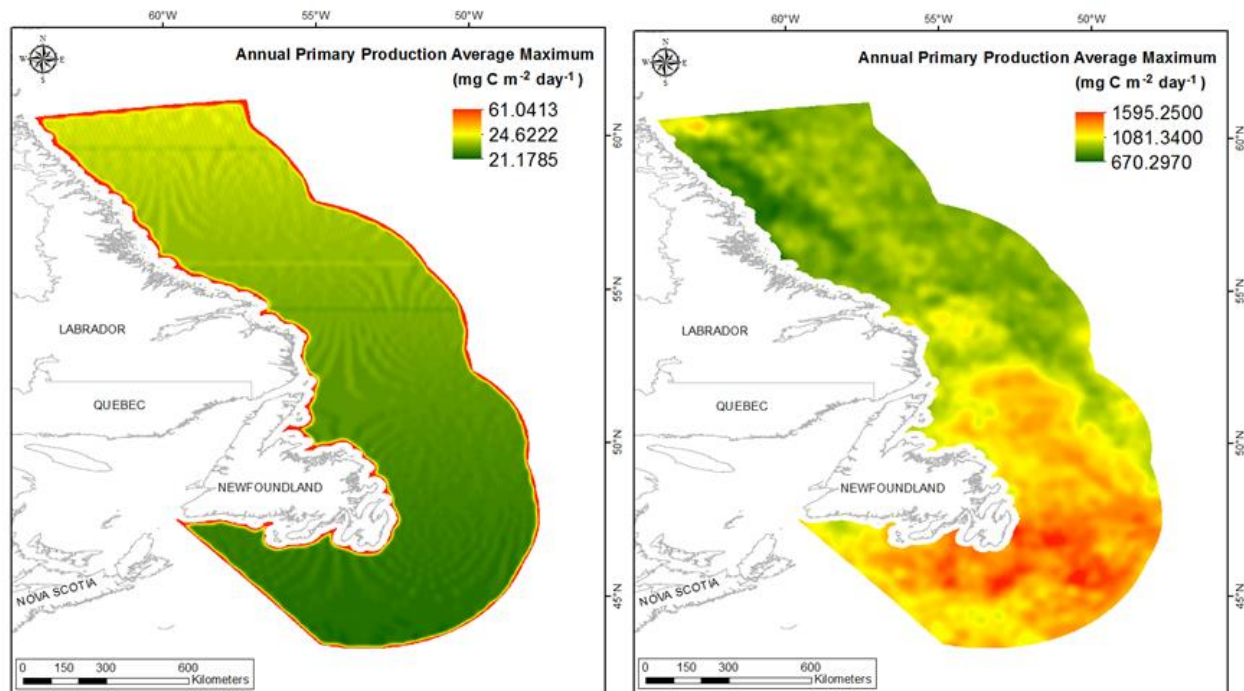 60°W 55°W 50°W
N
W E
S
Annual Primary Production Average Maximum
(mg C m⁻² day⁻¹)
61.0413
24.6222
21.1785
60°N
55°N
50°N
45°N
LABRADOR
QUEBEC
NEWFOUNDLAND
NOVA SCOTIA
0 150 300 600
Kilometers
60°W 55°W 50°W
N
W E
S
Annual Primary Production Average Maximum
(mg C m⁻² day⁻¹)
1595.2500
1081.3400
670.2970
60°N
55°N
50°N
45°N
LABRADOR
QUEBEC
NEWFOUNDLAND
NOVA SCOTIA
0 150 300 600
Kilometers